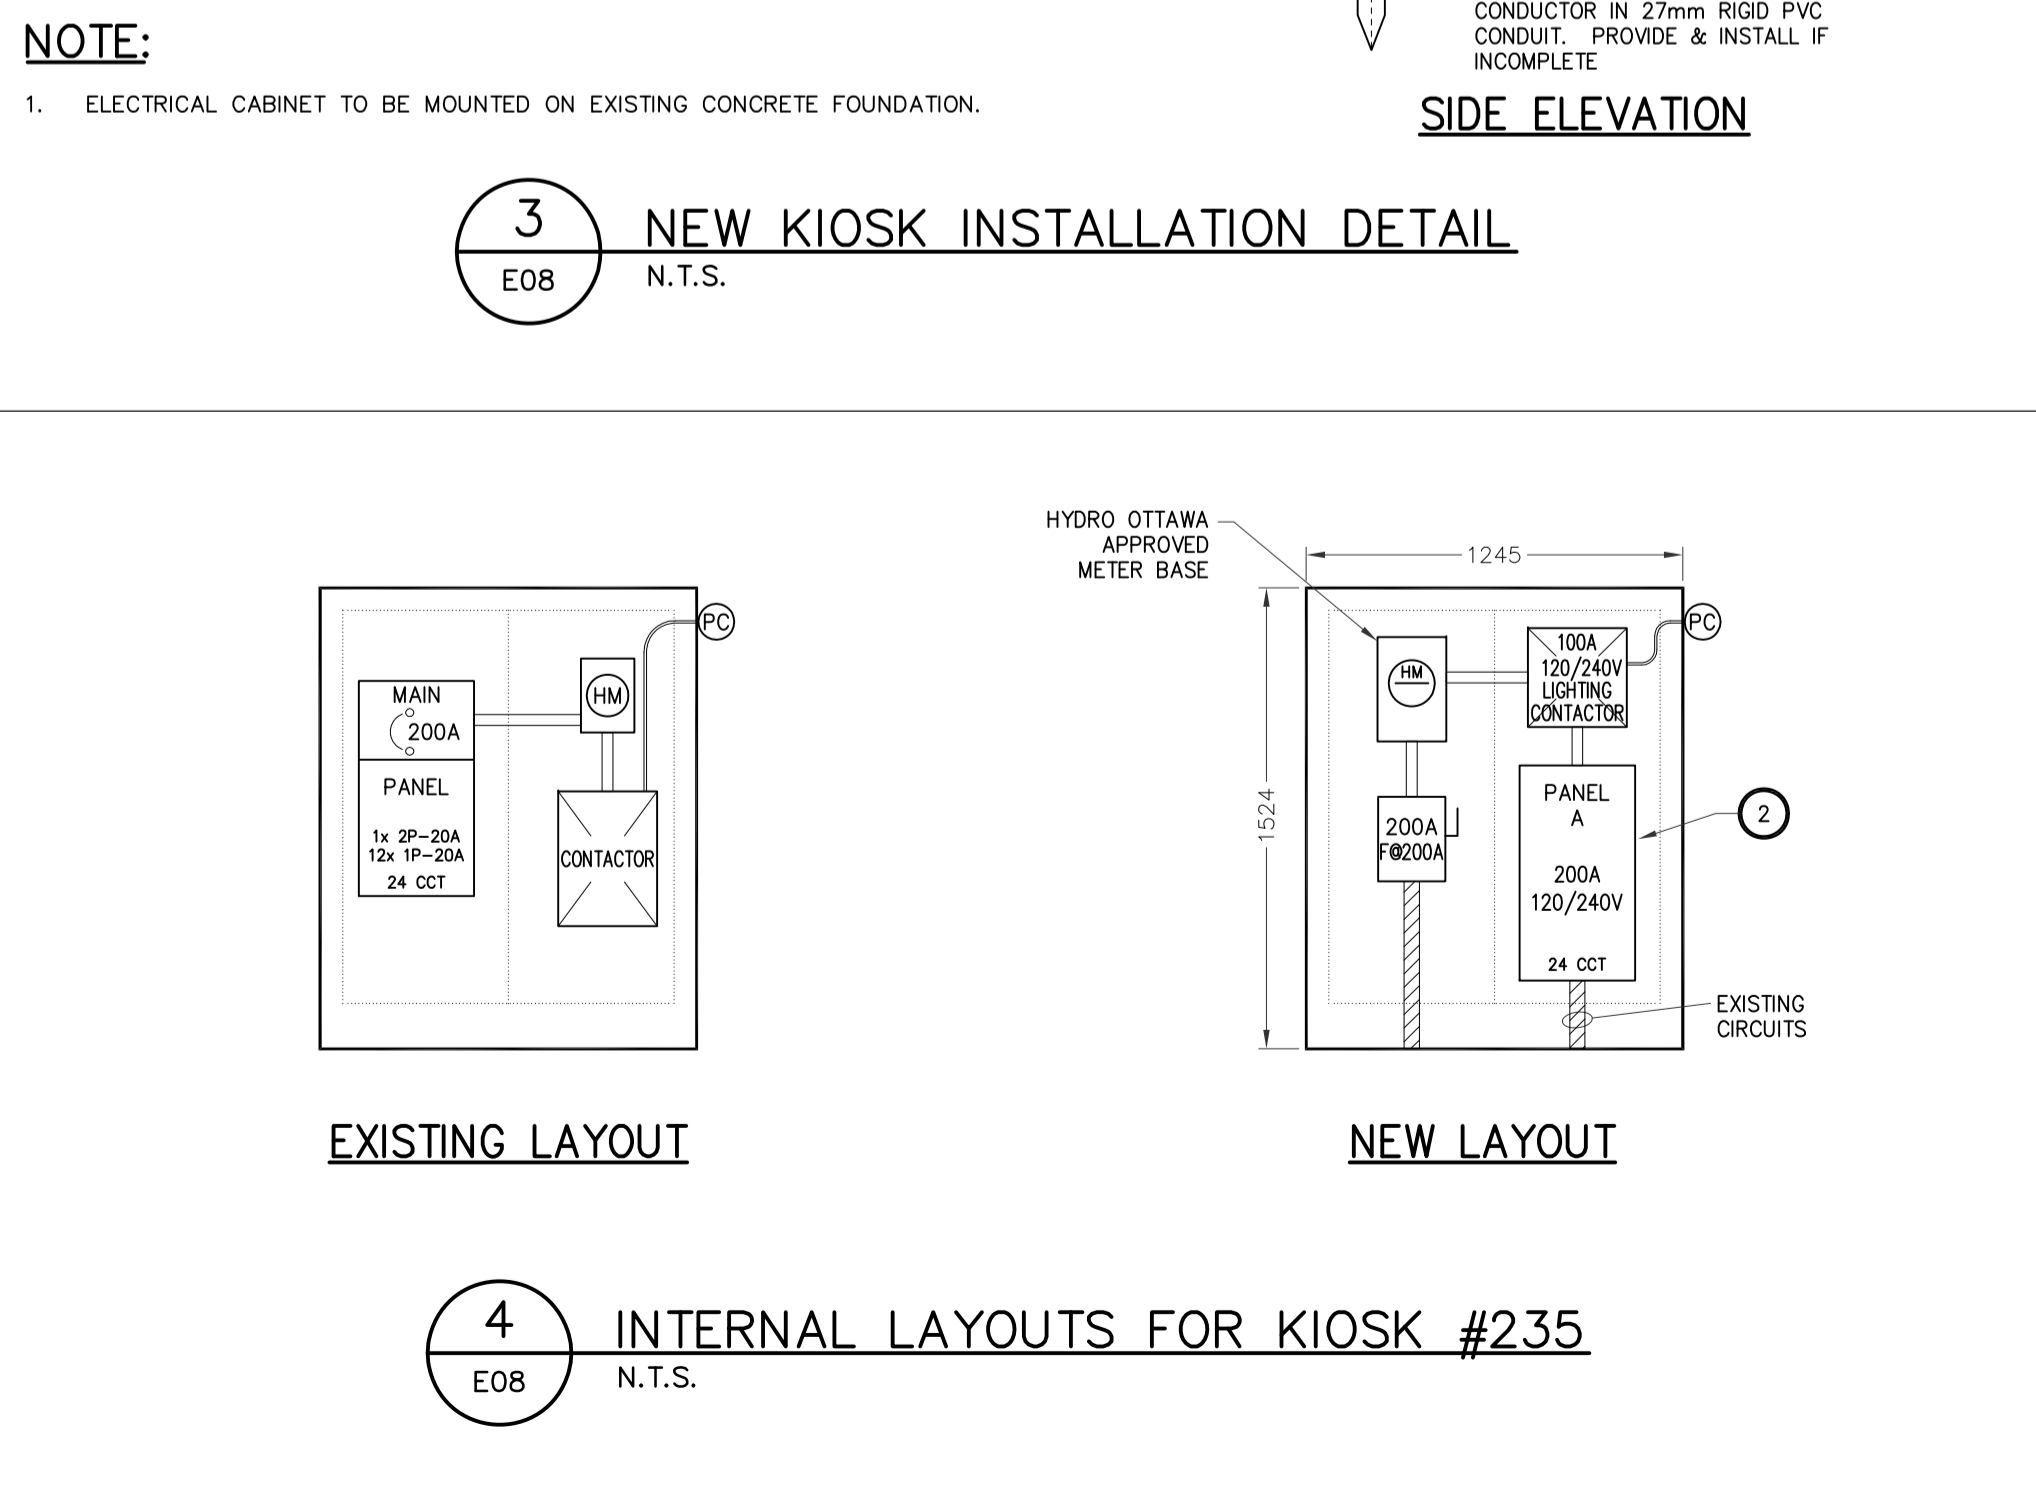 CONDUCTOR IN 27mm RIGID PVC
CONDUIT. PROVIDE & INSTALL IF
INCOMPLETE
NOTE:
1. ELECTRICAL CABINET TO BE MOUNTED ON EXISTING CONCRETE FOUNDATION.
SIDE ELEVATION
3
E08
NEW KIOSK INSTALLATION DETAIL
N.T.S.
MAIN
200A
PANEL
1x 2P-20A
12x 1P-20A
24 CCT
HM
PC
CONTACTOR
EXISTING LAYOUT
HYDRO OTTAWA
APPROVED
METER BASE
1245
1524
HM
100A
120/240V
LIGHTING
CONTACTOR
PC
200A
F@200A
PANEL
A
200A
120/240V
24 CCT
2
EXISTING
CIRCUITS
NEW LAYOUT
4
E08
INTERNAL LAYOUTS FOR KIOSK #235
N.T.S.